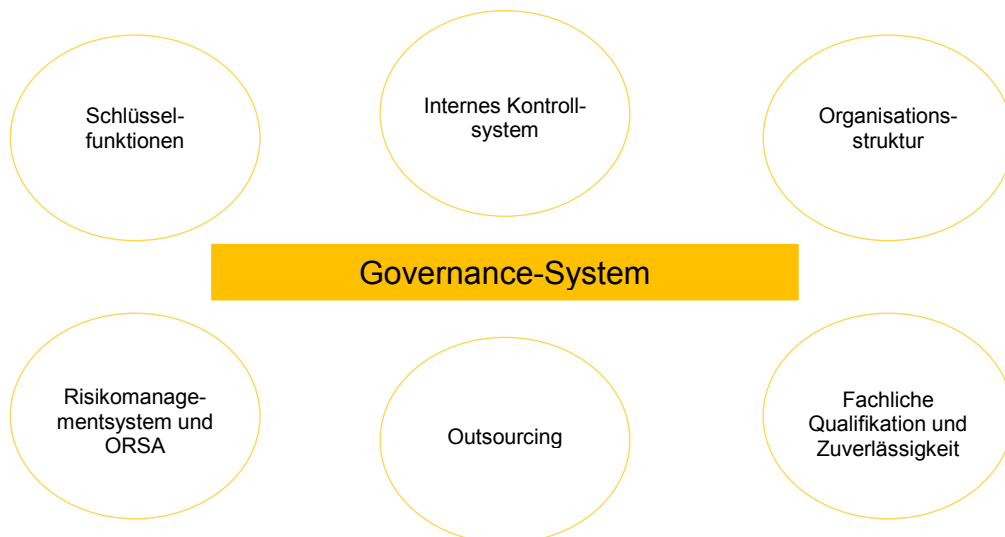 Schlüssel-
funktionen
Internes Kontroll-
system
Organisations-
struktur
Governance-System
Risikomanage-
mentsystem und
ORSA
Outsourcing
Fachliche
Qualifikation und
Zuverlässigkeit